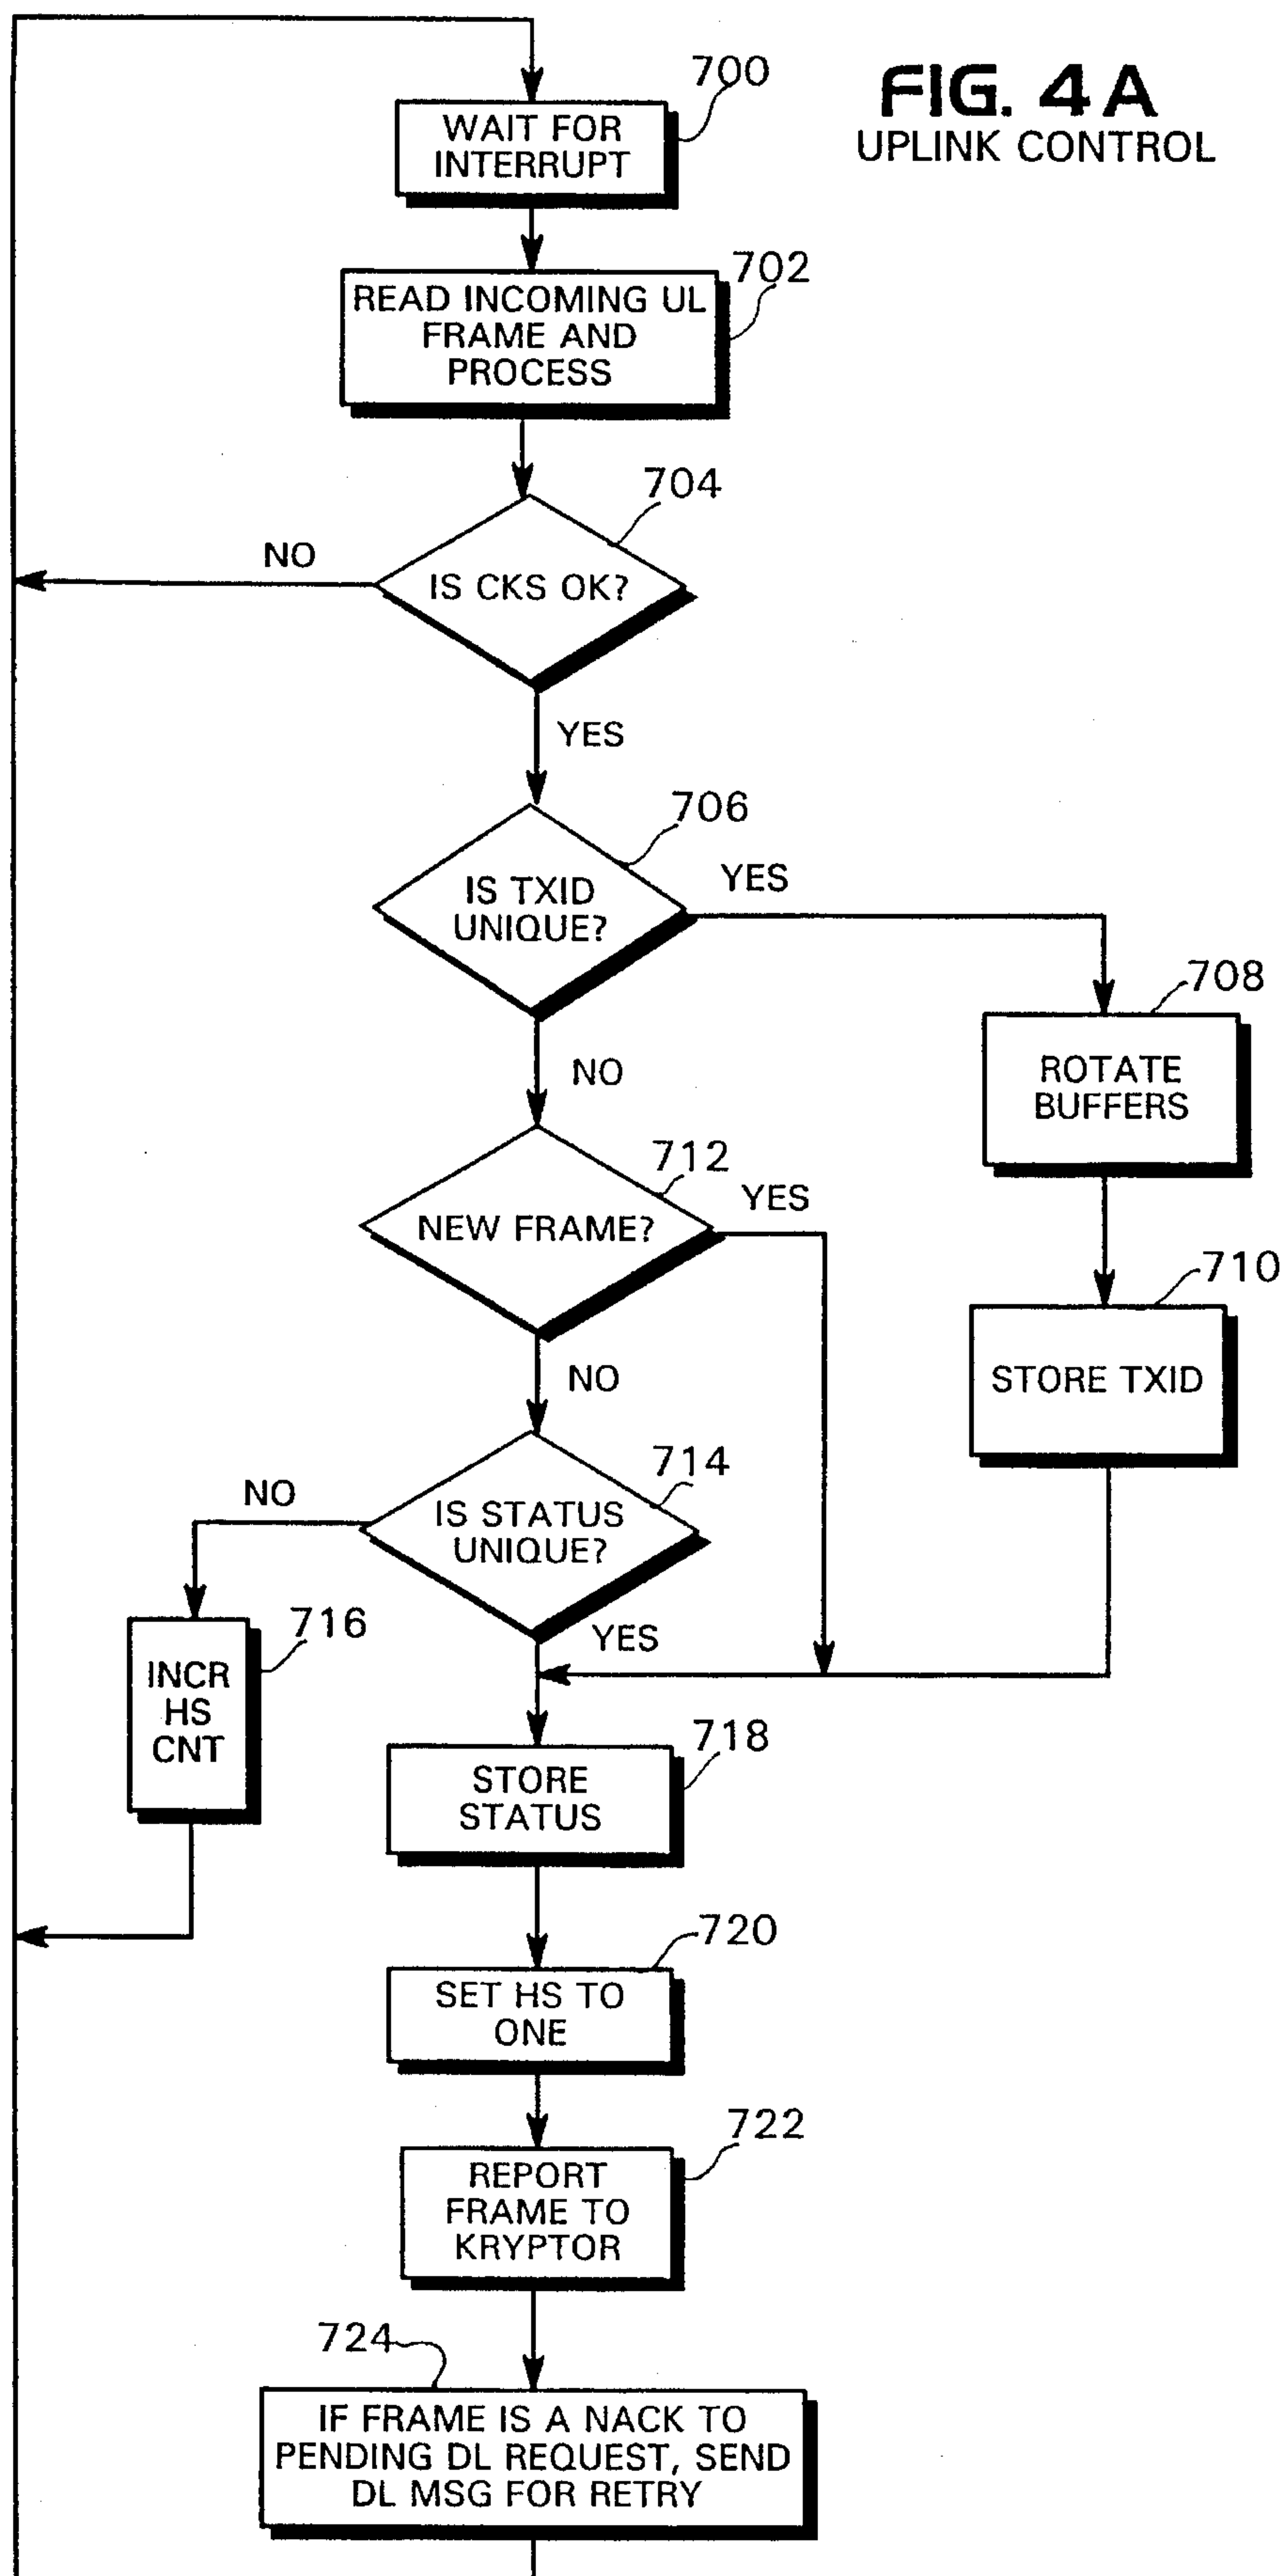 FIG. 4A
UPLINK CONTROL
700
WAIT FOR
INTERRUPT
702
READ INCOMING UL
FRAME AND
PROCESS
704
NO
IS CKS OK?
YES
706
IS TXID
UNIQUE?
YES
708
ROTATE
BUFFERS
NO
712
YES
NEW FRAME?
710
STORE TXID
NO
714
NO
IS STATUS
UNIQUE?
YES
716
INCR
HS
CNT
718
STORE
STATUS
720
SET HS TO
ONE
722
REPORT
FRAME TO
KRYPTOR
724
IF FRAME IS A NACK TO
PENDING DL REQUEST, SEND
DL MSG FOR RETRY